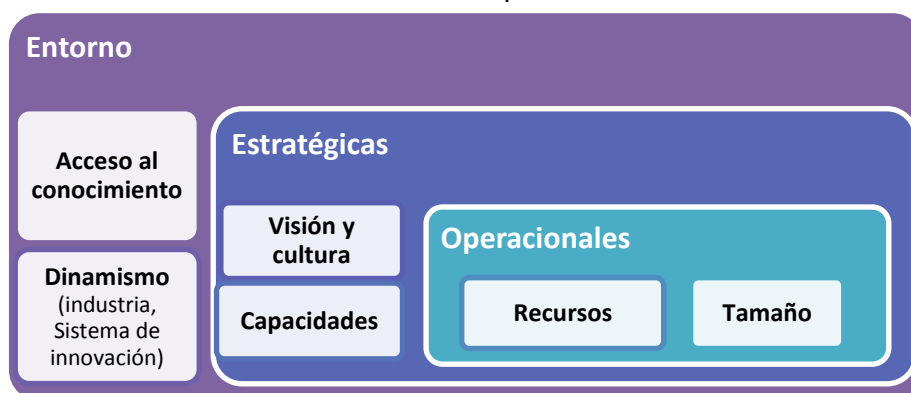 Entorno
Acceso al
conocimiento
Dinamismo
(industria,
Sistema de
innovación)
Estratégicas
Visión y
cultura
Capacidades
Operacionales
Recursos
Tamaño